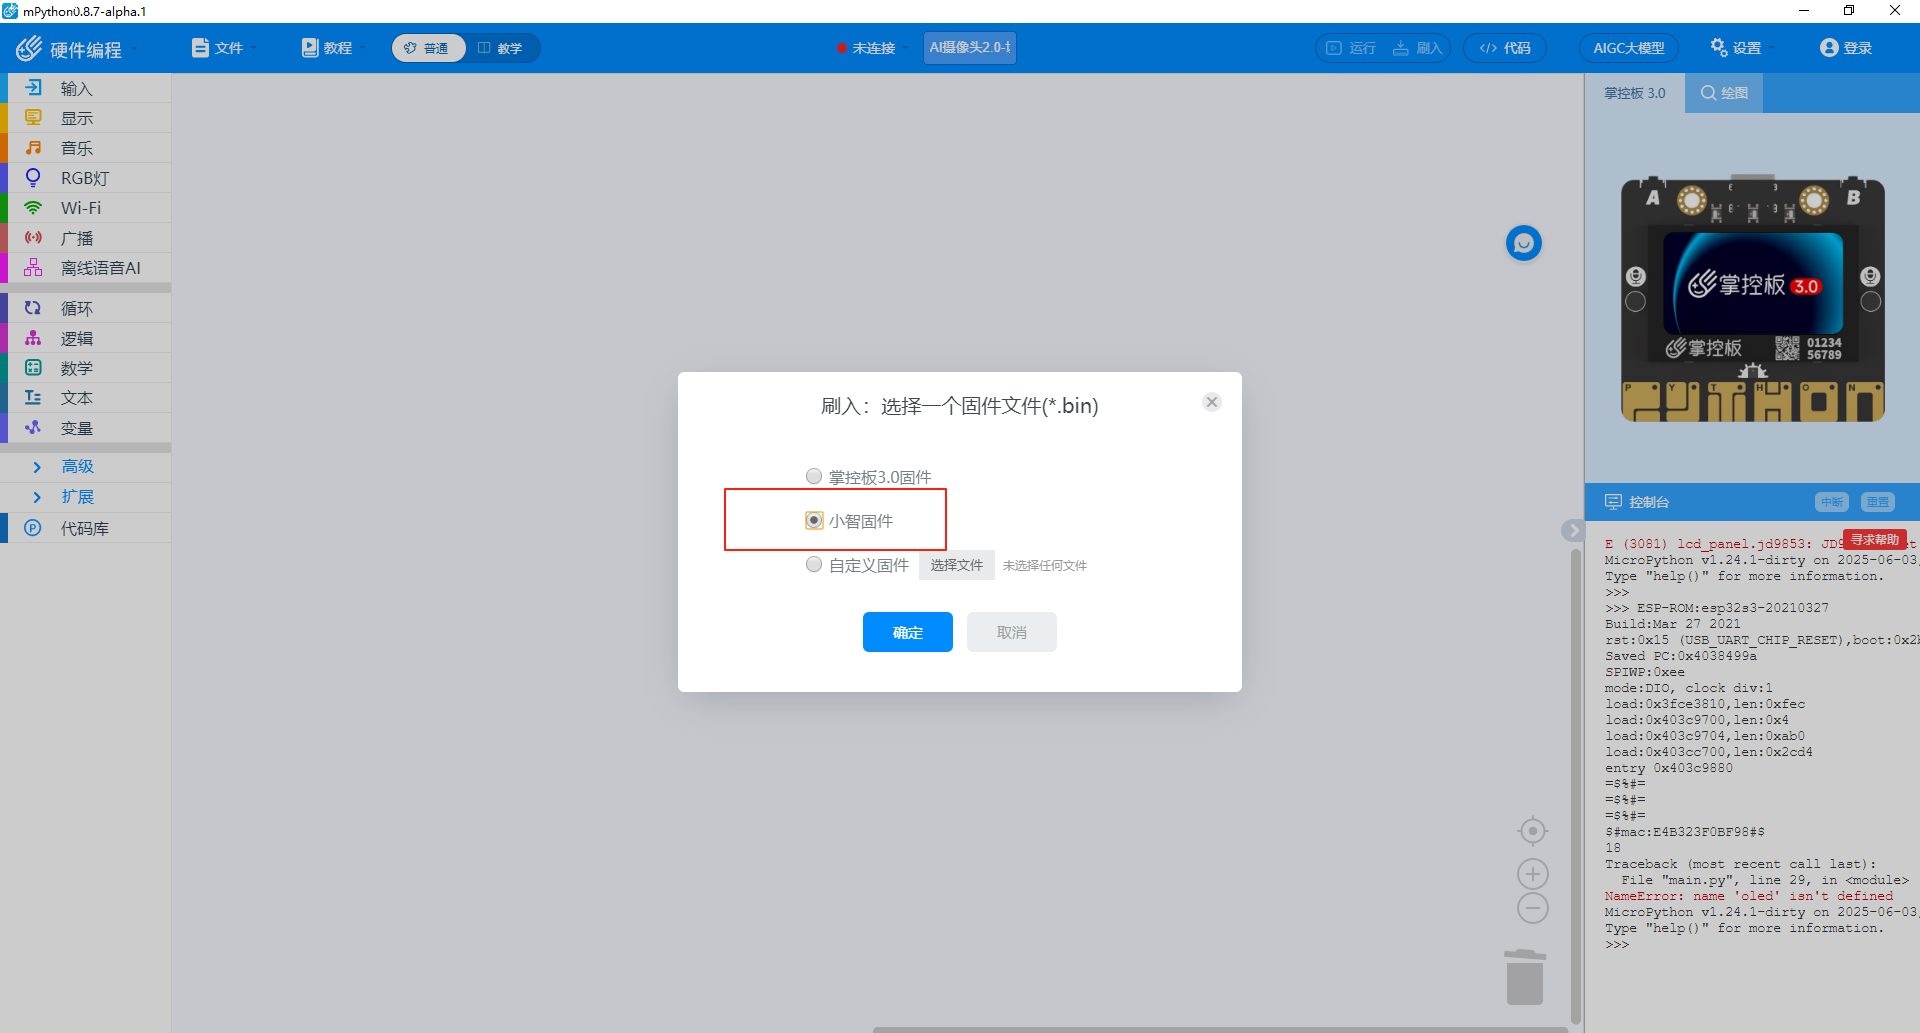 mPython0.8.7-alpha.1
硬件编程
文件
教程
普通
教学
未连接
AI摄像头2.0-
运行
刷入
</> 代码
AIGC大模型
设置
登录
输入
显示
音乐
RGB灯
Wi-Fi
广播
离线语音AI
循环
逻辑
数学
文本
变量
高级
扩展
代码库
刷入：选择一个固件文件(*.bin)
掌控板3.0固件
小智固件
自定义固件 选择文件 未选择任何文件
确定
取消
掌控板 3.0
绘图
A
B
掌控板 3.0
掌控板
01234
56789
P Y T H O N
控制台
中断
重置
寻求帮助
E (3081) lcd_panel.jd9853: JD9 et
MicroPython v1.24.1-dirty on 2025-06-03,
Type "help()" for more information.
>>>
>>> ESP-ROM:esp32s3-20210327
Build:Mar 27 2021
rst:0x15 (USB_UART_CHIP_RESET),boot:0x2
Saved PC:0x4038499a
SPIWP:0xee
mode:DIO, clock div:1
load:0x3fce3810,len:0xfec
load:0x403c9700,len:0x4
load:0x403c9704,len:0xab0
load:0x403cc700,len:0x2cd4
entry 0x403c9880
=$%#=
=$%#=
=$%#=
$#mac:E4B323F0BF98#$
18
Traceback (most recent call last):
File "main.py", line 29, in <module>
NameError: name 'oled' isn't defined
MicroPython v1.24.1-dirty on 2025-06-03,
Type "help()" for more information.
>>>